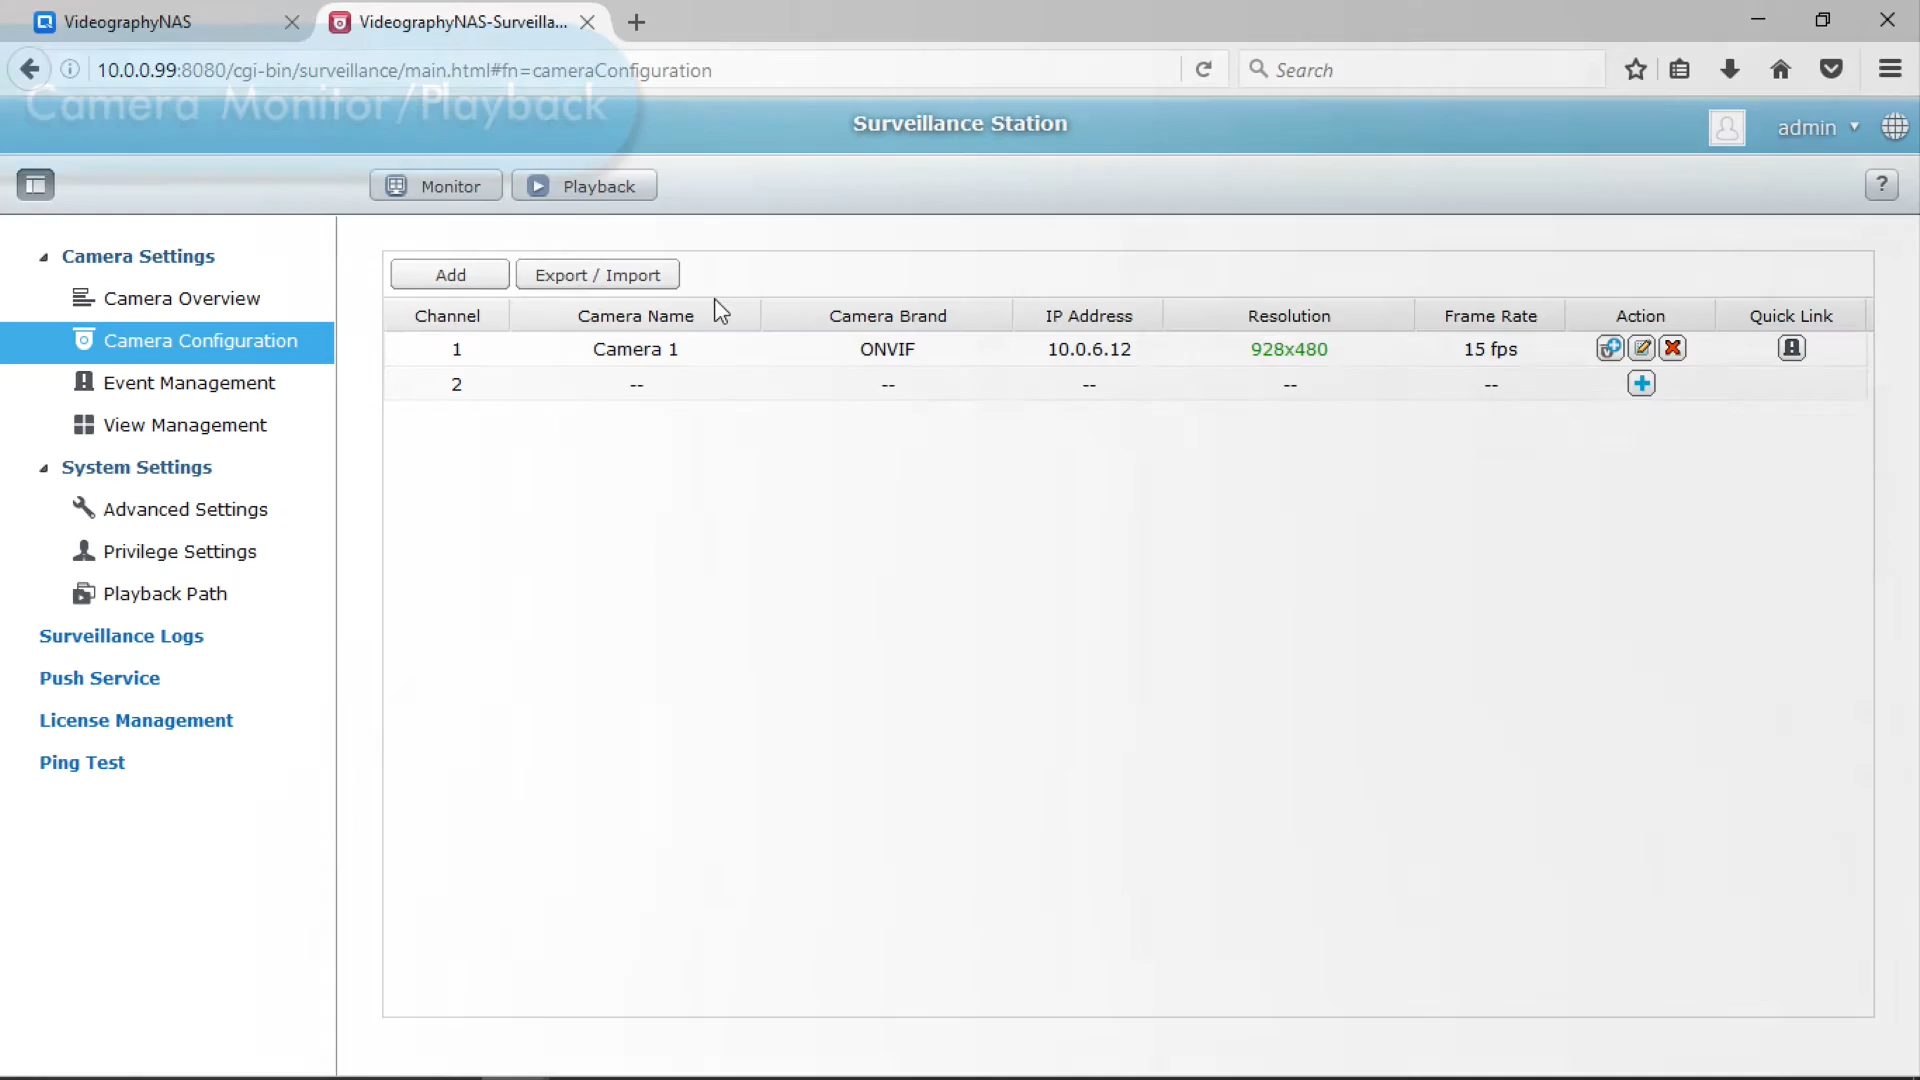 VideographyNAS
VideographyNAS-Surveilla...
10.0.0.99:8080/cgi-bin/surveillance/main.html#fn=cameraConfiguration
Search
Camera Monitor/Playback
Surveillance Station
admin
Monitor
Playback
?
Camera Settings
Camera Overview
Camera Configuration
Event Management
View Management
System Settings
Advanced Settings
Privilege Settings
Playback Path
Surveillance Logs
Push Service
License Management
Ping Test
Add
Export / Import
Channel Camera Name Camera Brand IP Address Resolution Frame Rate Action Quick Link
1 Camera 1 ONVIF 10.0.6.12 928x480 15 fps
2 -- -- -- -- --